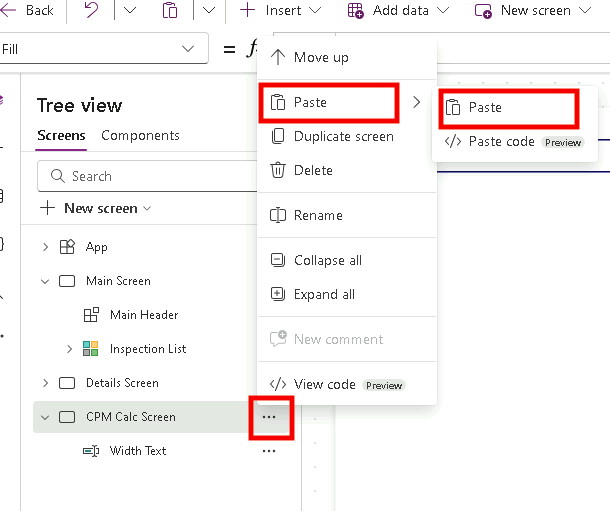 Back Insert Add data New screen
Fill = fx
Move up
Tree view
Paste
Paste
Screens Components
Duplicate screen
Paste code Preview
Search
Delete
New screen
Rename
App
Collapse all
Main Screen
Expand all
Main Header
New comment
Inspection List
View code Preview
Details Screen
CPM Calc Screen ...
Width Text ...